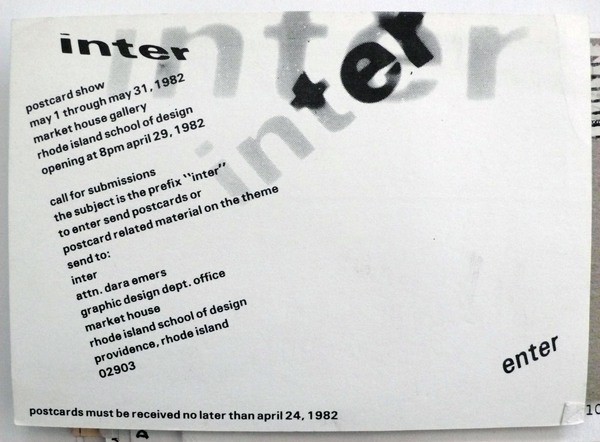 inter
inter
inter
postcard show
may 1 through may 31, 1982
market house gallery
rhode island school of design
opening at 8pm april 29, 1982
call for submissions
the subject is the prefix "inter"
to enter send postcards or
postcard related material on the theme
send to:
inter
attn. dara emers
graphic design dept. office
market house
rhode island school of design
providence, rhode island
02903
enter
postcards must be received no later than april 24, 1982